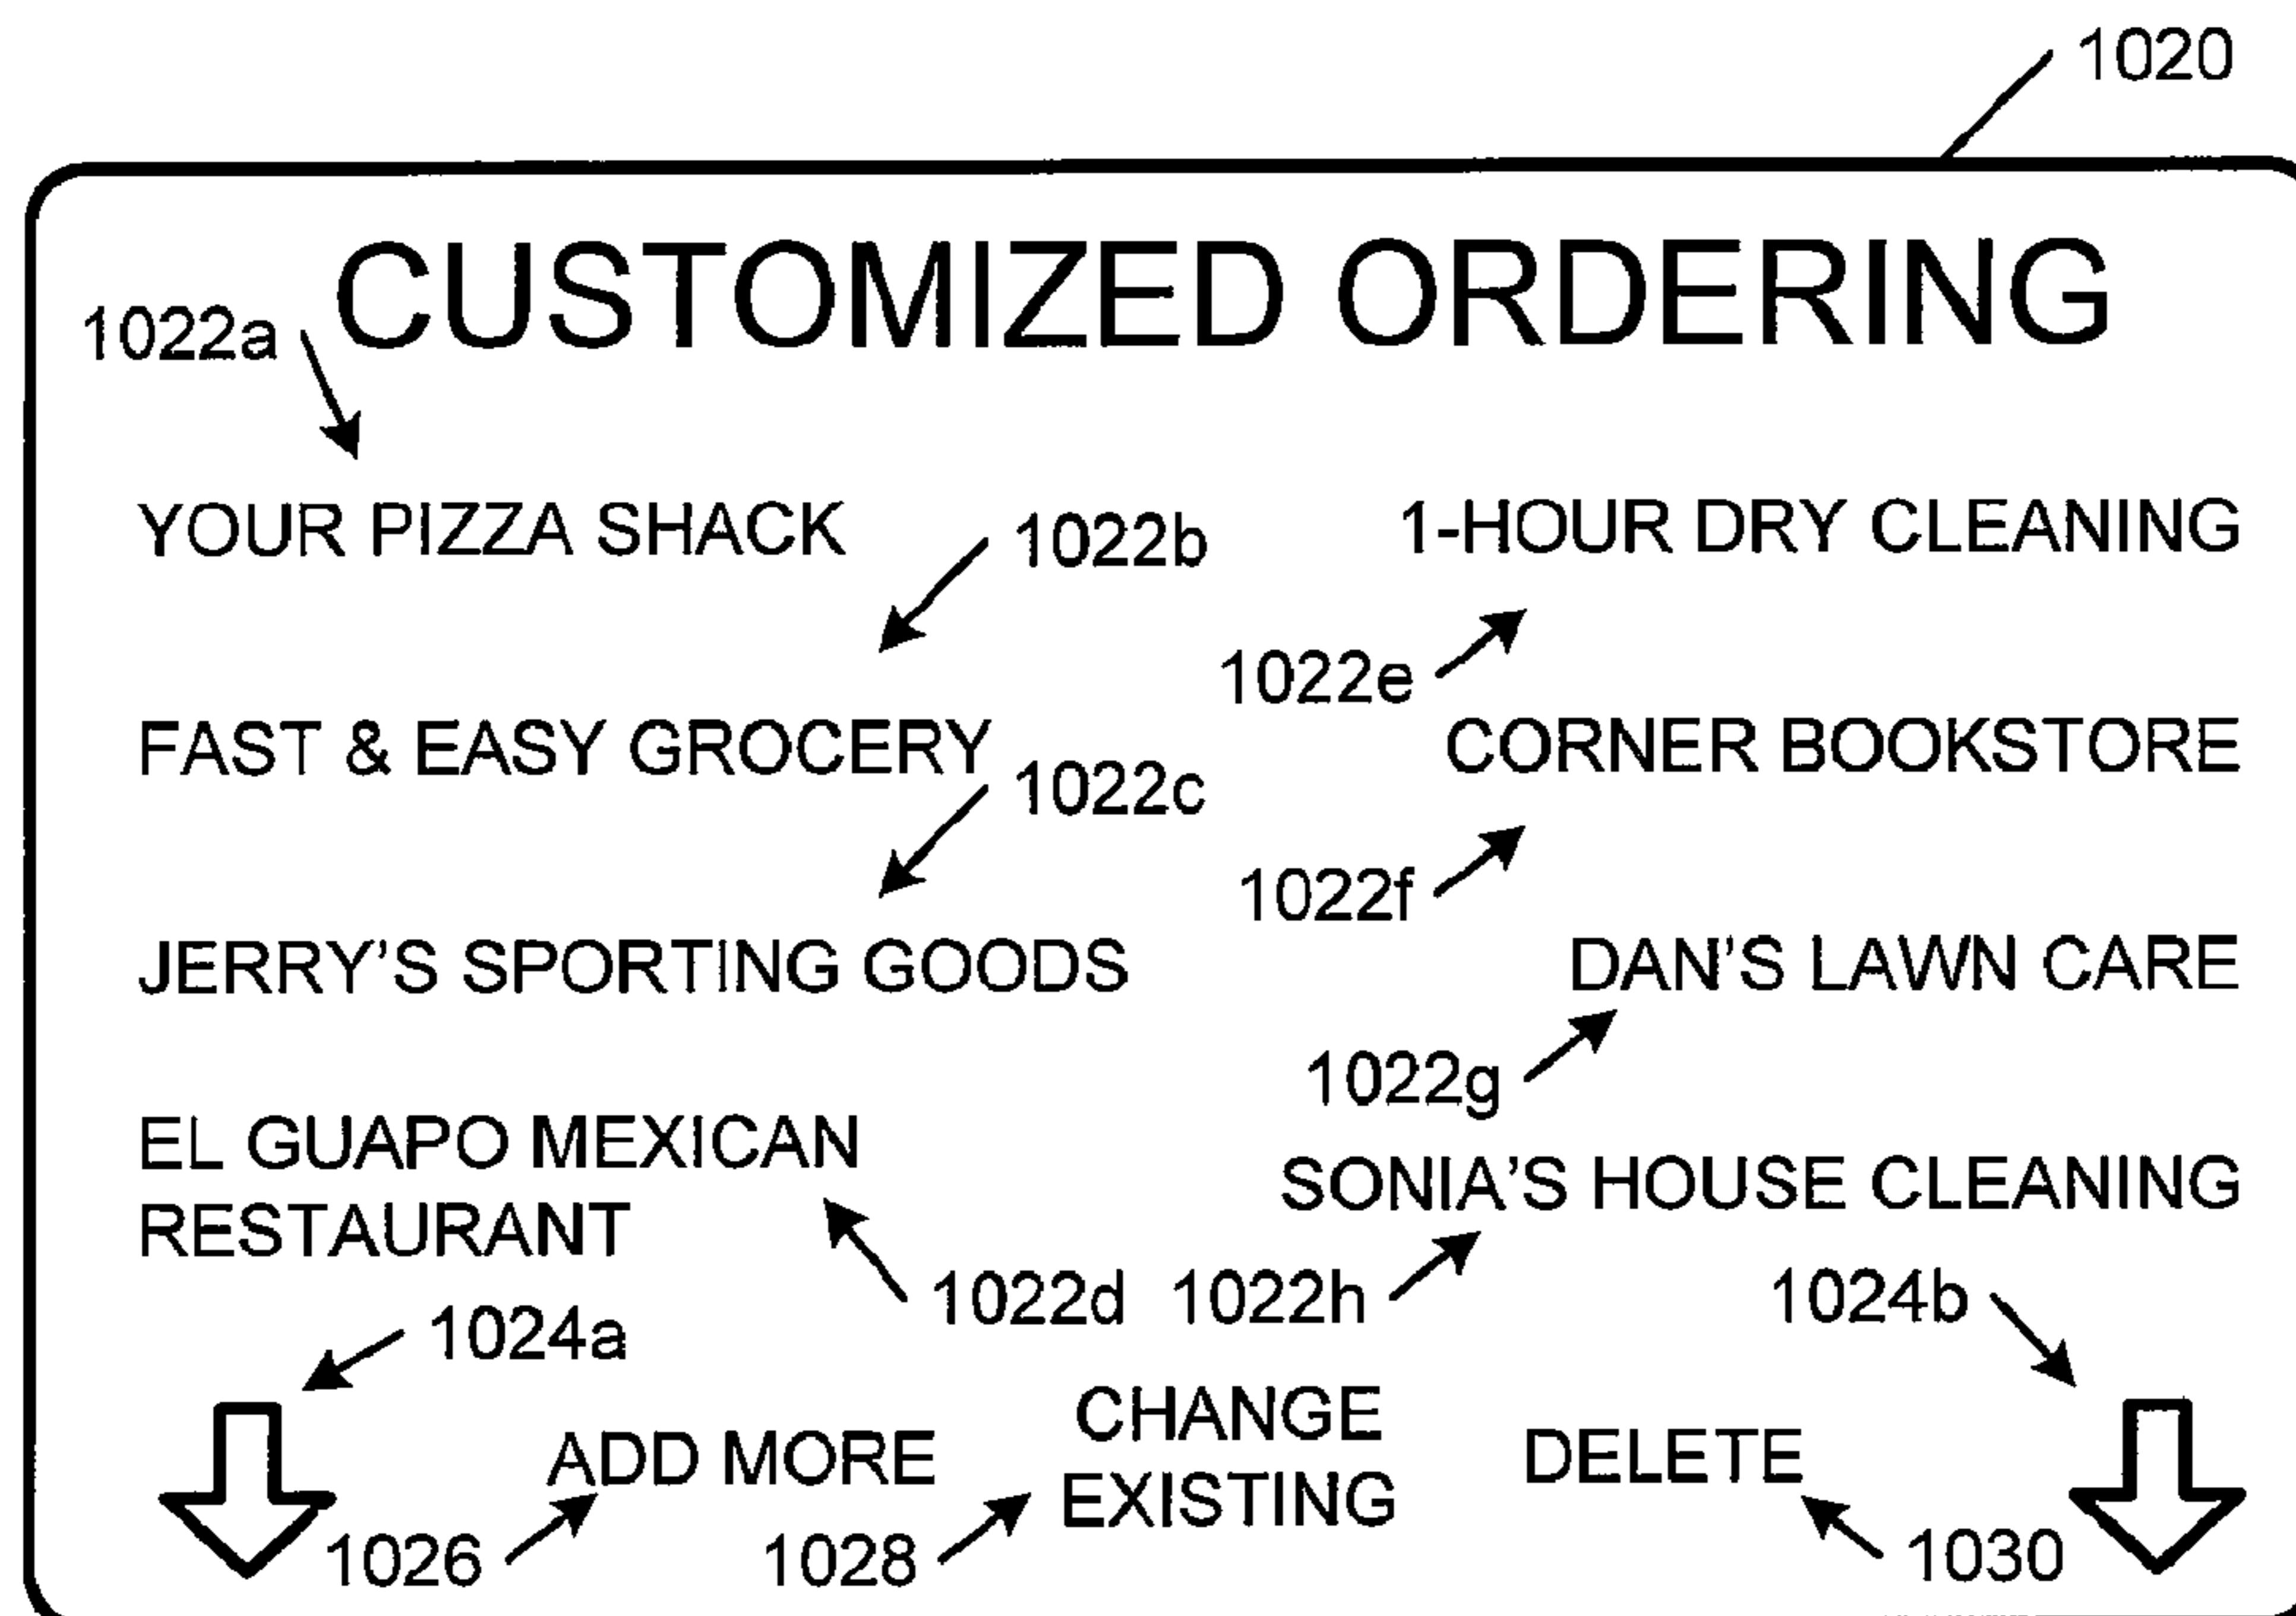 1020
CUSTOMIZED ORDERING
1022a
YOUR PIZZA SHACK
1022b
1-HOUR DRY CLEANING
1022e
FAST & EASY GROCERY
1022c
CORNER BOOKSTORE
1022f
JERRY'S SPORTING GOODS
DAN'S LAWN CARE
1022g
EL GUAPO MEXICAN
RESTAURANT
SONIA'S HOUSE CLEANING
1022d
1022h
1024b
1024a
ADD MORE
CHANGE
EXISTING
DELETE
1026
1028
1030